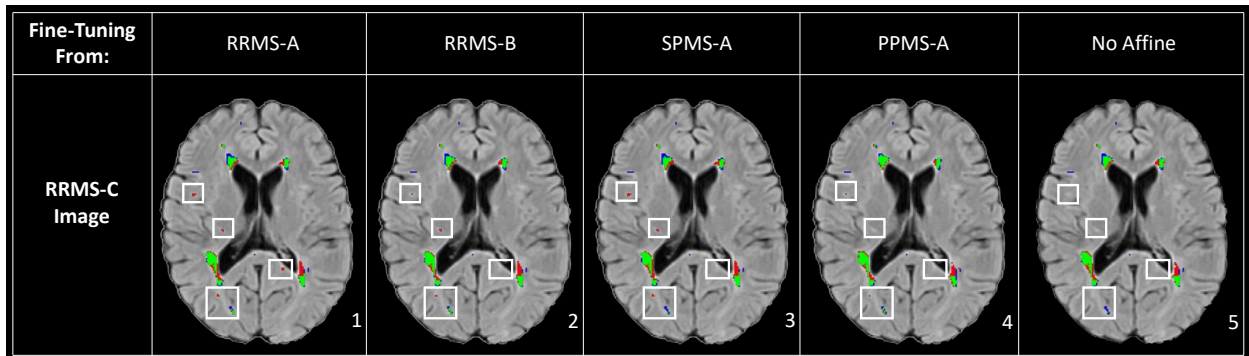 Fine-Tuning
From:
RRMS-A
RRMS-B
SPMS-A
PPMS-A
No Affine
RRMS-C
Image
1
2
3
4
5